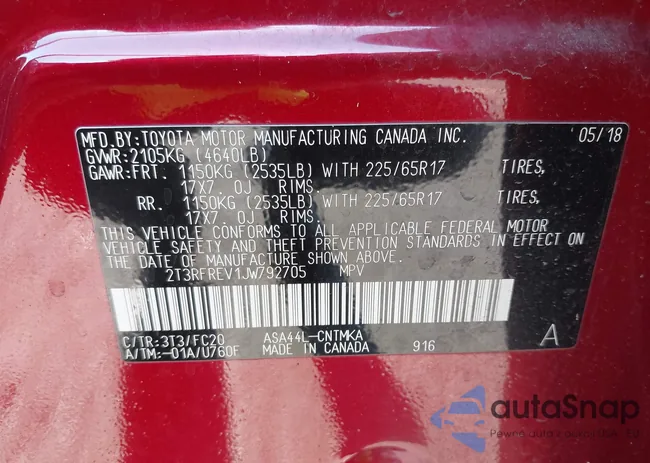 MFD.BY:TOYOTA MOTOR MANUFACTURING CANADA INC. 05/18
GVWR:2105KG (4640LB)
GAWR:FRT. 1150KG (2535LB) WITH 225/65R17 TIRES,
17X7.0J RIMS.
RR. 1150KG (2535LB) WITH 225/65R17 TIRES,
17X7.0J RIMS.
THIS VEHICLE CONFORMS TO ALL APPLICABLE FEDERAL MOTOR
VEHICLE SAFETY AND THEFT PREVENTION STANDARDS IN EFFECT ON
THE DATE OF MANUFACTURE SHOWN ABOVE.
2T3RFREV1JW792705 MPV
C/TR:3T3/FC20 ASA44L-CNTMKA A
A/TM:-01A/U760F MADE IN CANADA 916
autoSnap
Pewne auta z aukcji